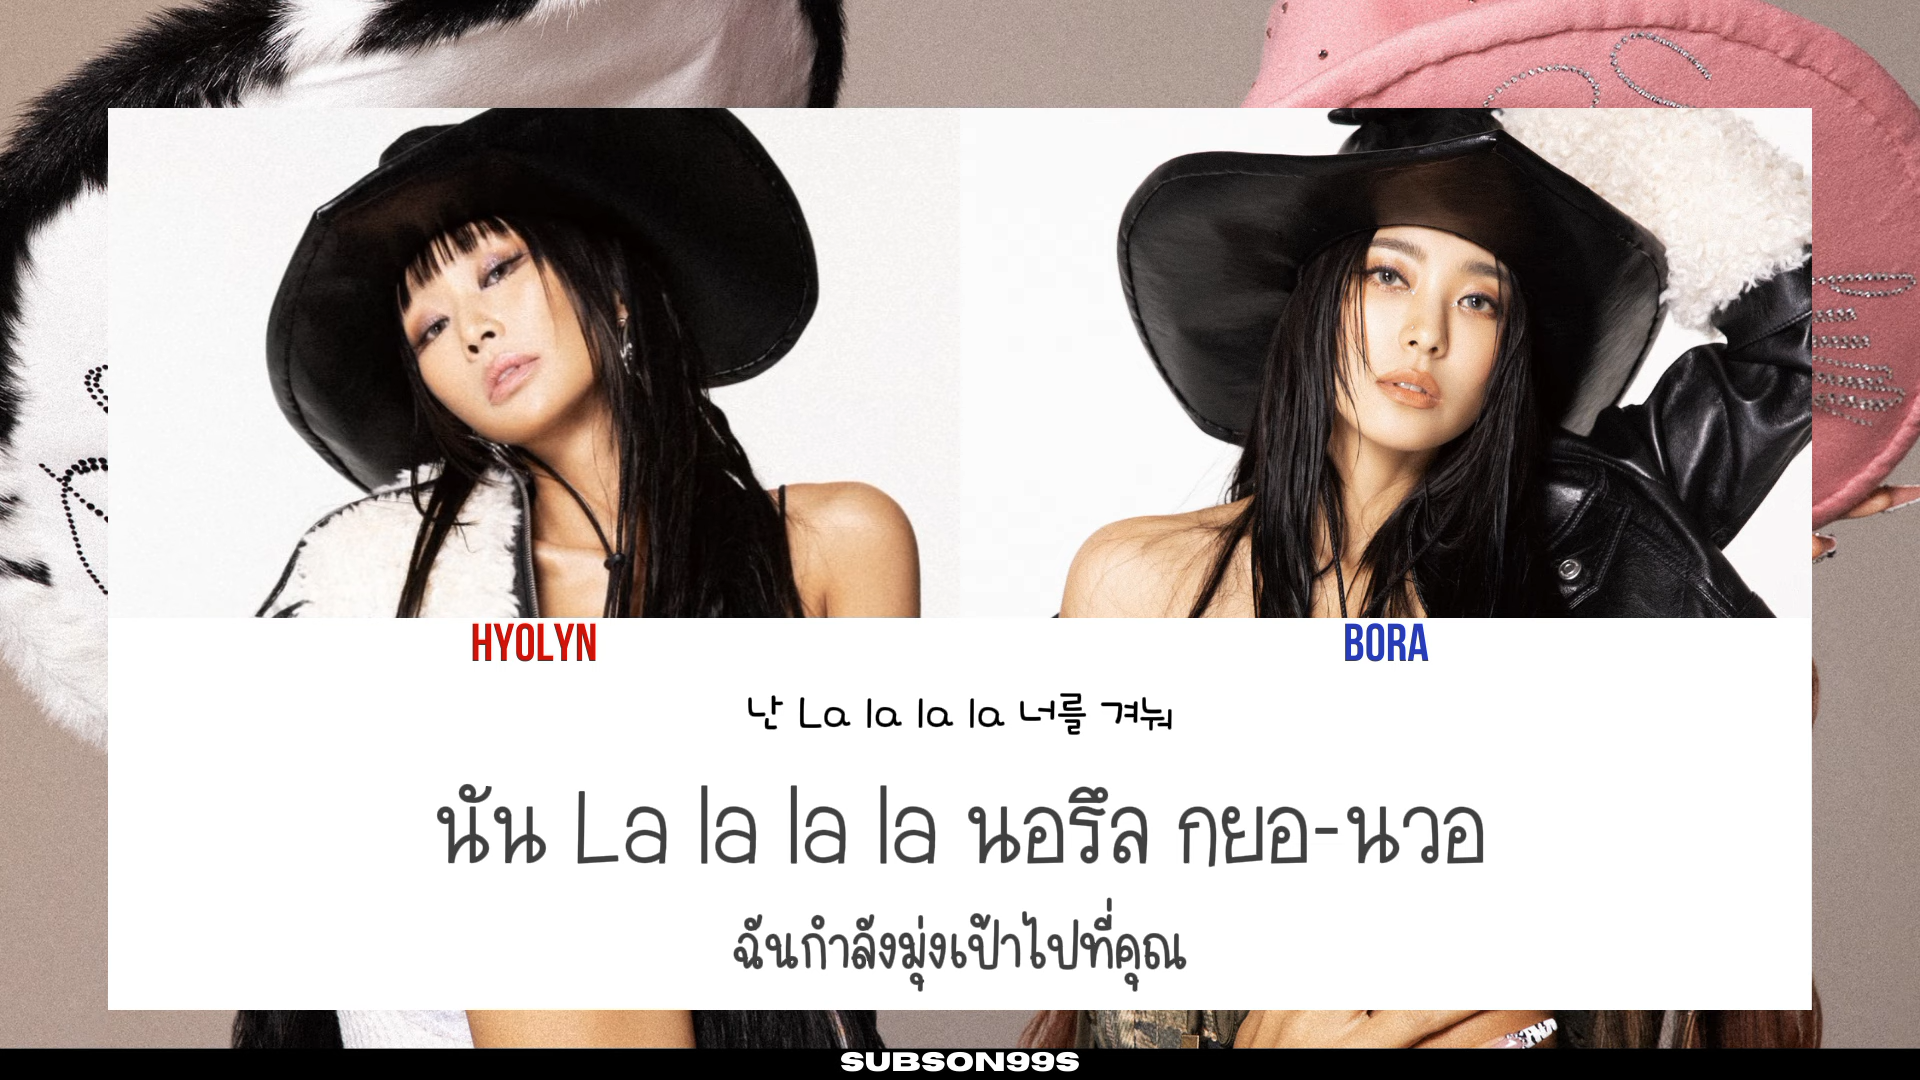 HYOLYN
BORA
난 La la la la 너를 겨눠
นัน La la la la นอรึล กยอ-นวอ
ฉันกำลังมุ่งเป้าไปที่คุณ
SUBSON99S